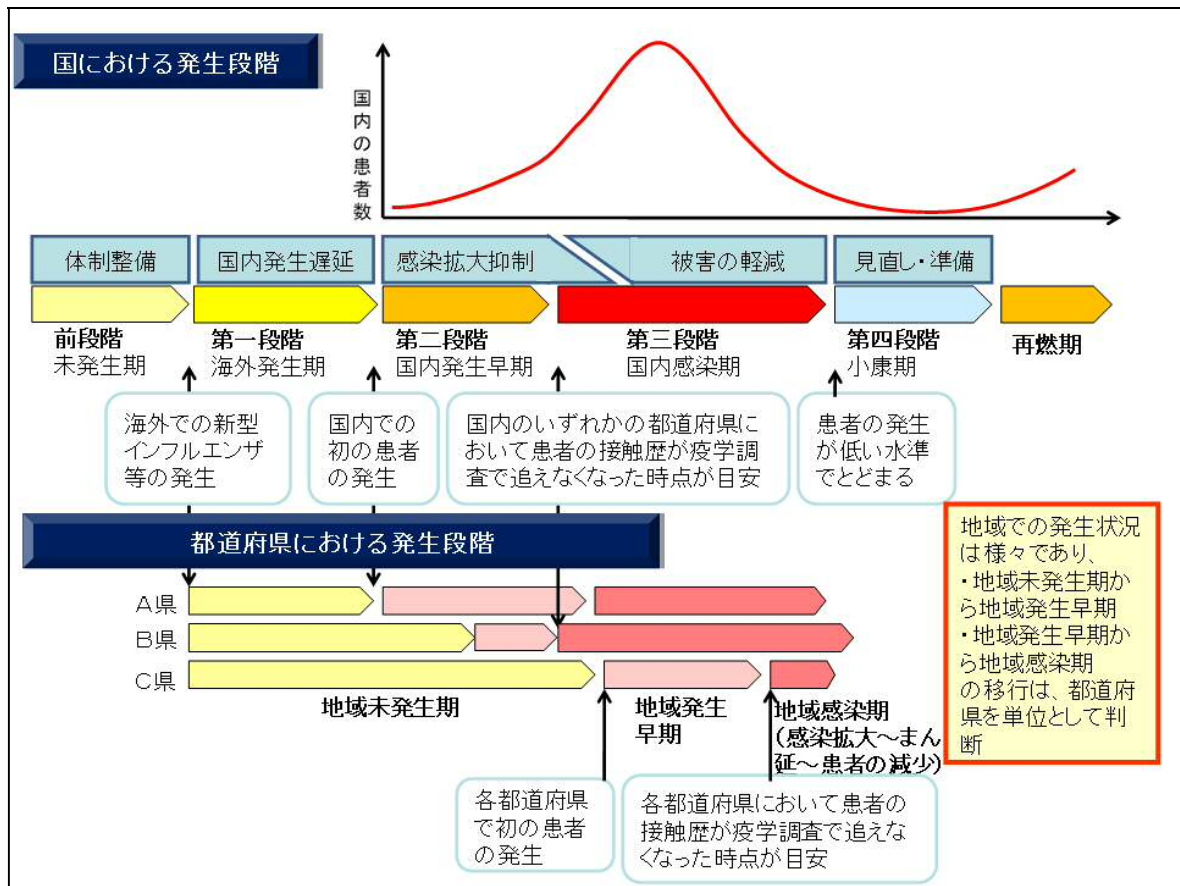 国における発生段階
国内の患者数
体制整備
国内発生遅延
感染拡大抑制
被害の軽減
見直し・準備
前段階
未発生期
第一段階
海外発生期
第二段階
国内発生早期
第三段階
国内感染期
第四段階
小康期
再燃期
海外での新型
インフルエンザ
等の発生
国内での
初の患者
の発生
国内のいずれかの都道府県に
おいて患者の接触歴が疫学調
査で追えなくなった時点が目安
患者の発生
が低い水準
でとどまる
都道府県における発生段階
A県
B県
C県
地域未発生期
地域発生
早期
地域感染期
（感染拡大～まん
延～患者の減少）
地域での発生状況
は様々であり、
・地域未発生期か
ら地域発生早期
・地域発生早期か
ら地域感染期
の移行は、都道府
県を単位として判
断
各都道府県
で初の患者
の発生
各都道府県において患者の
接触歴が疫学調査で追えな
くなった時点が目安